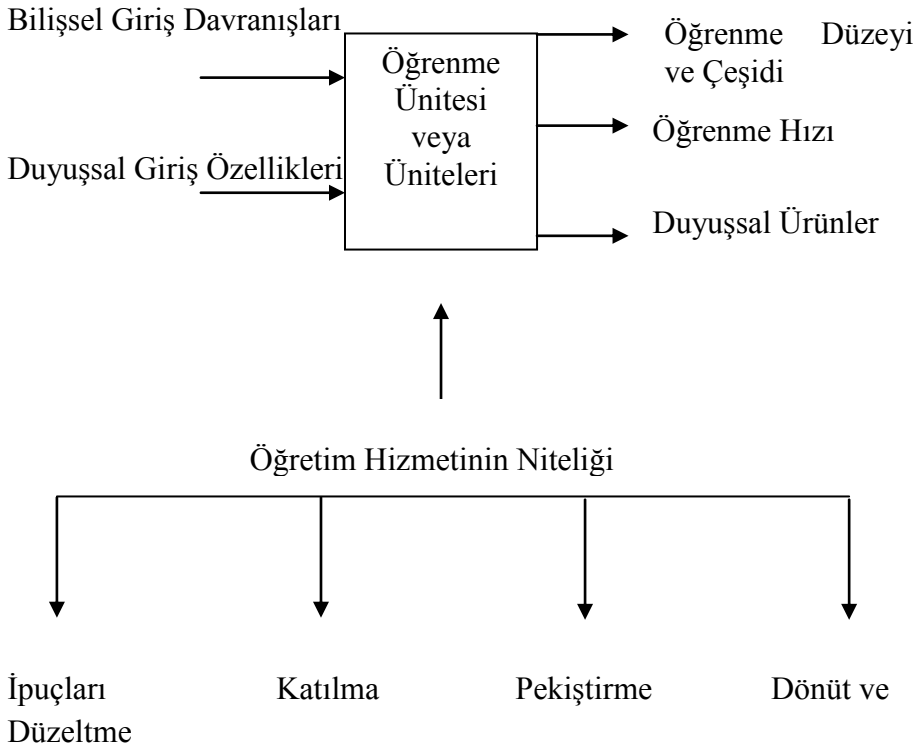 Bilişsel Giriş Davranışları
Duyuşsal Giriş Özellikleri
Öğrenme
Ünitesi
veya
Üniteleri
Öğrenme Düzeyi
ve Çeşidi
Öğrenme Hızı
Duyuşsal Ürünler
Öğretim Hizmetinin Niteliği
İpuçları Katılma Pekiştirme Dönüt ve
Düzeltme